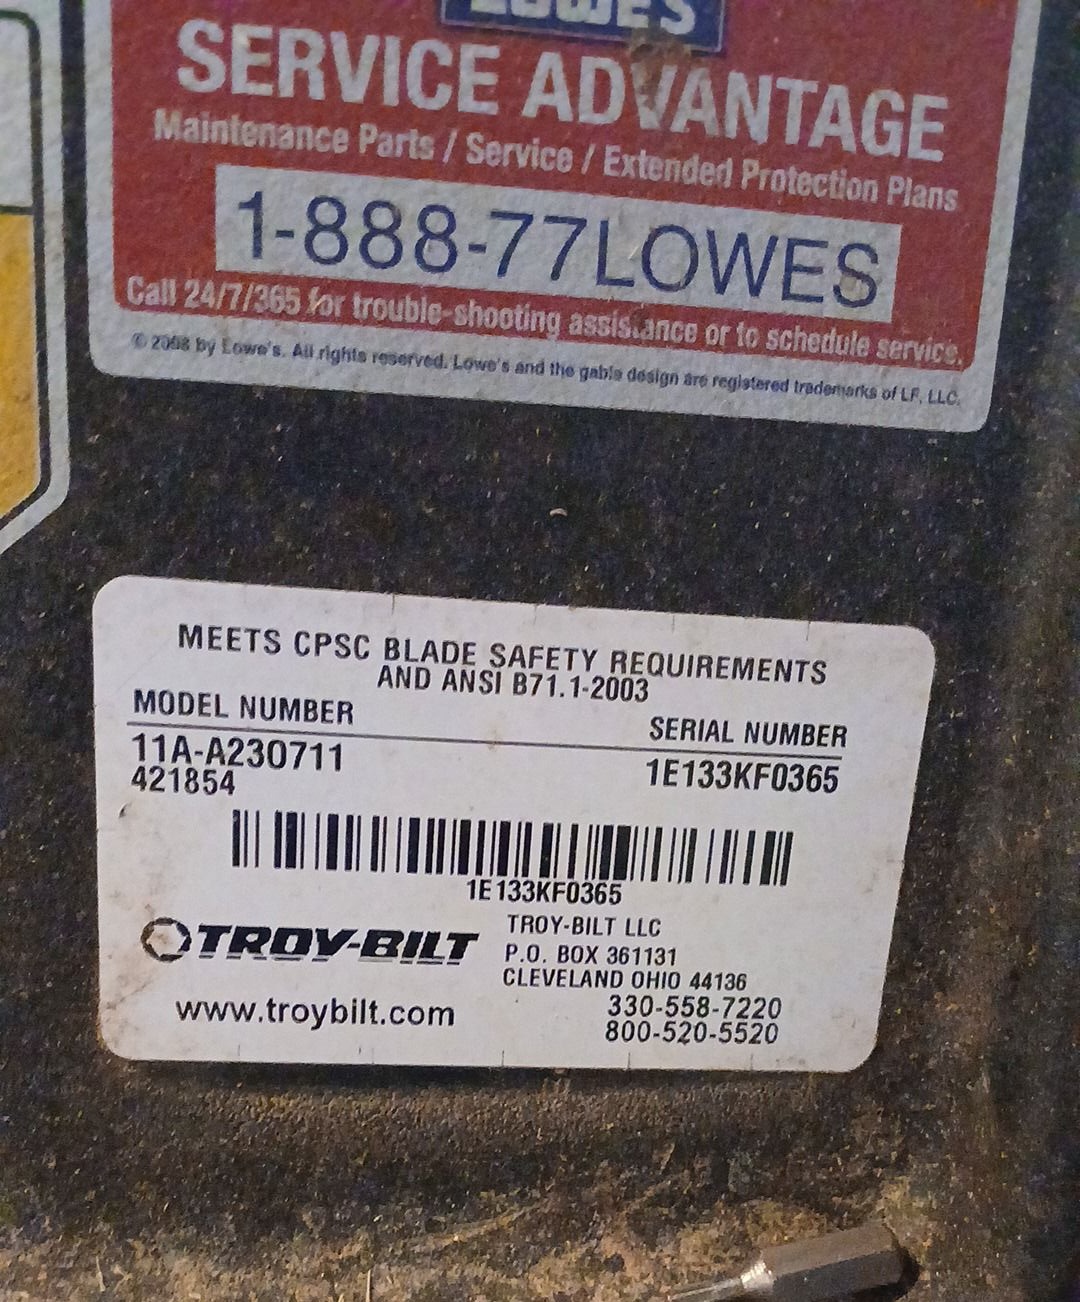 LOWE'S
SERVICE ADVANTAGE
Maintenance Parts / Service / Extended Protection Plans
1-888-77LOWES
Call 24/7/365 for trouble-shooting assistance or to schedule service.
© 2008 by Lowe's. All rights reserved. Lowe's and the gable design are registered trademarks of LF, LLC.
MEETS CPSC BLADE SAFETY REQUIREMENTS
AND ANSI B71.1-2003
MODEL NUMBER
SERIAL NUMBER
11A-A230711
1E133KF0365
421854
1E133KF0365
TROY-BILT
TROY-BILT LLC
P.O. BOX 361131
CLEVELAND OHIO 44136
www.troybilt.com
330-558-7220
800-520-5520